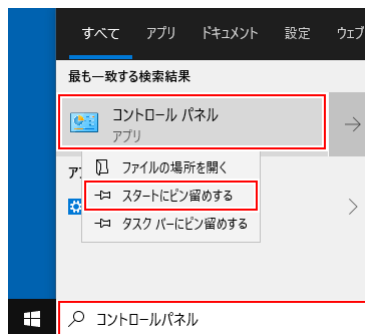 すべて アプリ ドキュメント 設定 ウェブ
最も一致する検索結果
コントロール パネル
アプリ
ファイルの場所を開く
スタートにピン留めする
タスク バーにピン留めする
コントロールパネル